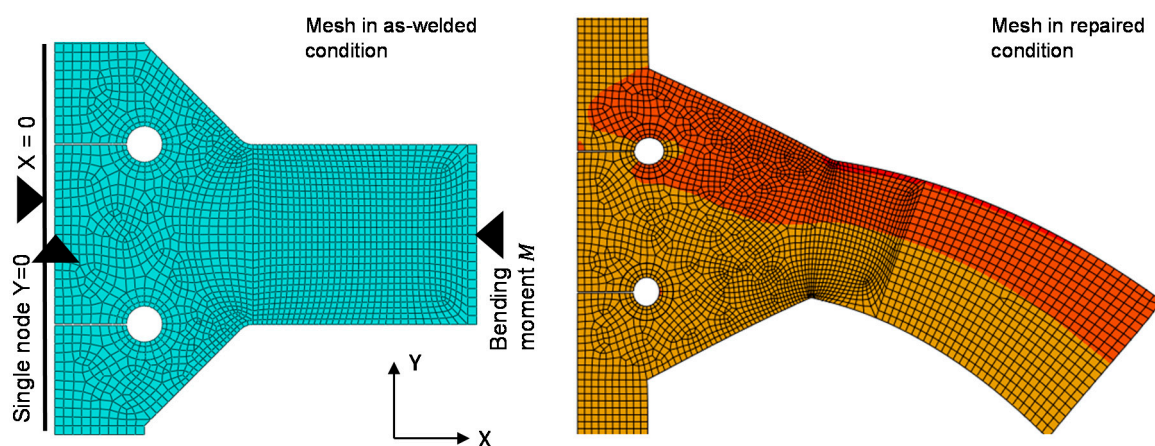 Mesh in as-welded
condition
Mesh in repaired
condition
X = 0
Single node Y=0
Bending
moment M
Y
X